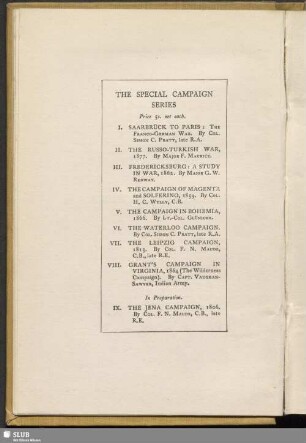 THE SPECIAL CAMPAIGN
SERIES
Price 5s. net each.
I. SAARBRÜCK TO PARIS: The
Franco-German War. By Col.
Sisson C. Pratt, late R.A.
II. THE RUSSO-TURKISH WAR,
1877. By Major F. Maurice.
III. FREDERICKSBURG: A STUDY
IN WAR, 1862. By Major G. W.
Redway.
IV. THE CAMPAIGN OF MAGENTA
and SOLFERINO, 1859. By Col.
H. C. Wylly, C.B.
V. THE CAMPAIGN IN BOHEMIA,
1866. By Lt.-Col.
VI. THE WATERLOO CAMPAIGN.
By Col. Sisson C. Pratt, late R.A.
VII. THE LEIPZIG CAMPAIGN,
1813. By Col. F. N. Maude,
C.B., late R.E.
VIII. GRANT'S CAMPAIGN IN
VIRGINIA, 1864 (The Wilderness
Campaign). By Capt. Vaughan-
Sawyer, Indian Army.
In Preparation.
IX. THE JENA CAMPAIGN, 1806.
By Col. F. N. Maude, C.B., late
R.E.
SLUB